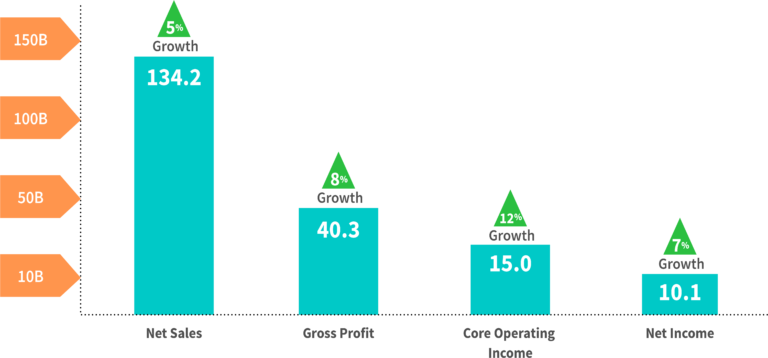 150B
100B
50B
10B
5%
Growth
134.2
Net Sales
8%
Growth
40.3
Gross Profit
12%
Growth
15.0
Core Operating
Income
7%
Growth
10.1
Net Income